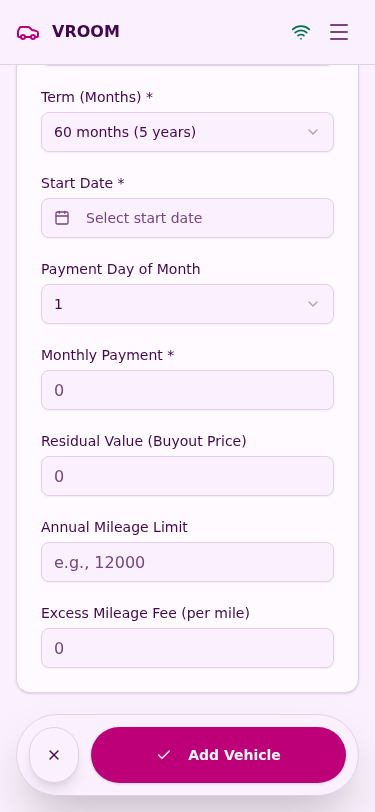 VROOM
Term (Months) *
60 months (5 years)
Start Date *
Select start date
Payment Day of Month
1
Monthly Payment *
0
Residual Value (Buyout Price)
0
Annual Mileage Limit
e.g., 12000
Excess Mileage Fee (per mile)
0
Add Vehicle